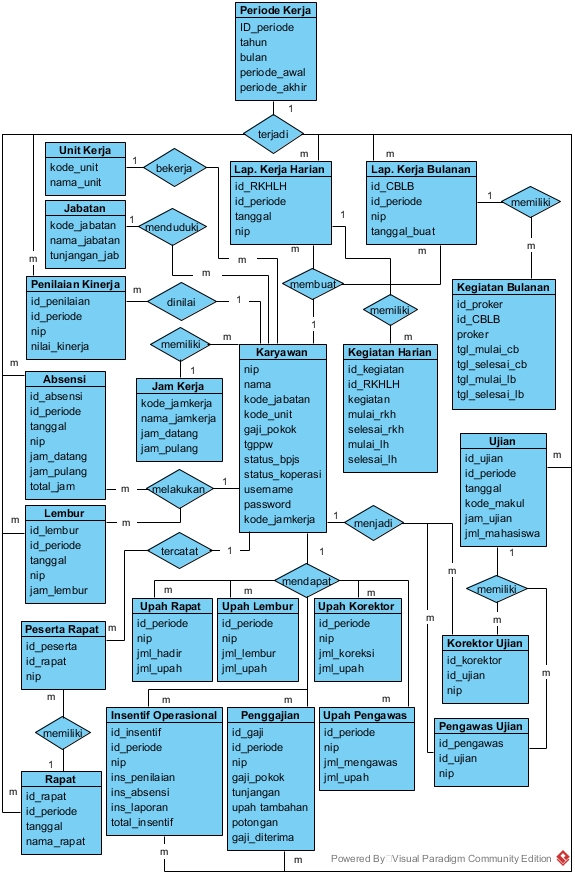 Periode Kerja
ID_periode
tahun
bulan
periode_awal
periode_akhir
1
terjadi
m
m
Unit Kerja
kode_unit
nama_unit
1
bekerja
m
Lap. Kerja Harian
id_RKHLH
id_periode
tanggal
nip
Lap. Kerja Bulanan
id_CBLB
id_periode
nip
tanggal_buat
1
memiliki
m
Jabatan
kode_jabatan
nama_jabatan
tunjangan_jab
1
menduduki
m
m
1
m
membuat
m
1
memiliki
m
Kegiatan Bulanan
id_proker
id_CBLB
proker
tgl_mulai_cb
tgl_selesai_cb
tgl_mulai_lb
tgl_selesai_lb
Penilaian Kinerja
id_penilaian
id_periode
nip
nilai_kinerja
m
dinilai
1
memiliki
m
1
Jam Kerja
kode_jamkerja
nama_jamkerja
jam_datang
jam_pulang
Karyawan
nip
nama
kode_jabatan
kode_unit
gaji_pokok
tgppw
status_bpjs
status_koperasi
username
password
kode_jamkerja
Kegiatan Harian
id_kegiatan
id_RKHLH
kegiatan
mulai_rkh
selesai_rkh
mulai_lh
selesai_lh
m
Absensi
id_absensi
id_periode
tanggal
nip
jam_datang
jam_pulang
total_jam
m
melakukan
1
m
m
Lembur
id_lembur
id_periode
tanggal
nip
jam_lembur
Ujian
id_ujian
id_periode
tanggal
kode_makul
jam_ujian
jml_mahasiswa
m
1
menjadi
m
m
1
memiliki
m
m
tercatat
1
m
1
mendapat
m
m
m
m
Upah Rapat
id_periode
nip
jml_hadir
jml_upah
Upah Lembur
id_periode
nip
jml_lembur
jml_upah
Upah Korektor
id_periode
nip
jml_koreksi
jml_upah
Peserta Rapat
id_peserta
id_rapat
nip
m
memiliki
1
Korektor Ujian
id_korektor
id_ujian
nip
m
m
Insentif Operasional
id_insentif
id_periode
nip
ins_penilaian
ins_absensi
ins_laporan
total_insentif
Penggajian
id_gaji
id_periode
nip
gaji_pokok
tunjangan
upah tambahan
potongan
gaji_diterima
Upah Pengawas
id_periode
nip
jml_mengawas
jml_upah
Pengawas Ujian
id_pengawas
id_ujian
nip
m
Rapat
id_rapat
id_periode
tanggal
nama_rapat
m
m
Powered By Visual Paradigm Community Edition